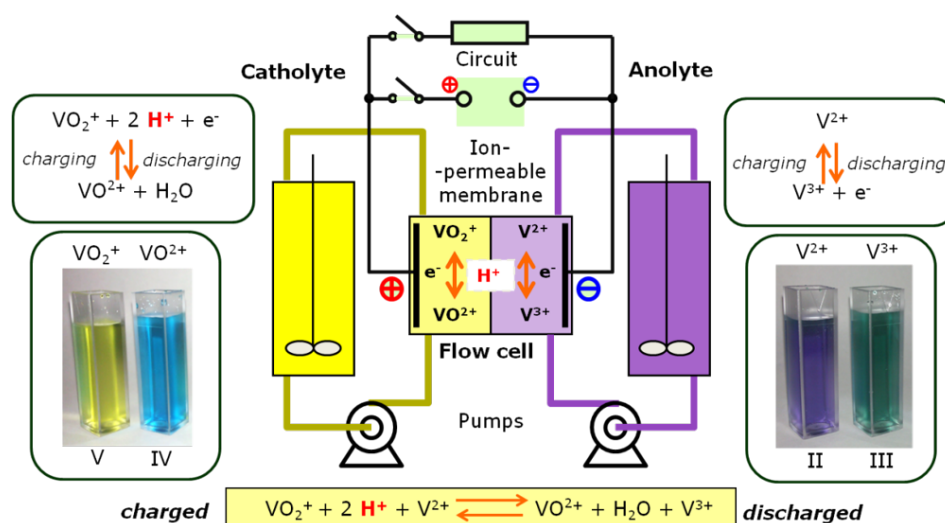 Circuit
Catholyte
Anolyte
⊕
⊖
VO₂⁺ + 2 H⁺ + e⁻
charging
discharging
VO²⁺ + H₂O
Ion-
-permeable
membrane
V²⁺
charging
discharging
V³⁺ + e⁻
VO₂⁺ VO²⁺
V IV
VO₂⁺
V²⁺
e⁻
H⁺
e⁻
VO²⁺
V³⁺
⊕
⊖
Flow cell
Pumps
V²⁺ V³⁺
II III
charged
VO₂⁺ + 2 H⁺ + V²⁺ ⇄ VO²⁺ + H₂O + V³⁺
discharged